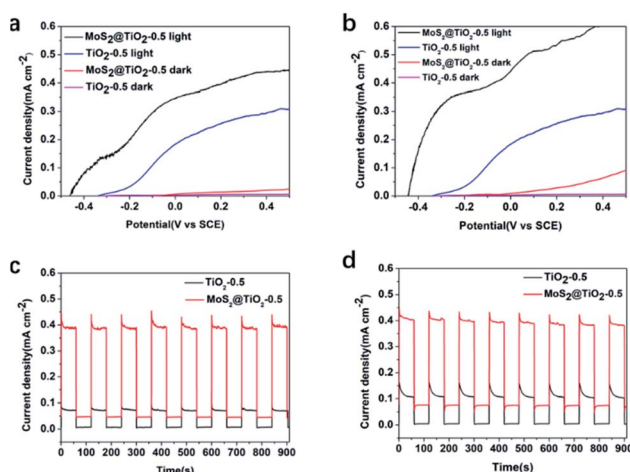 a
MoS2@TiO2-0.5 light
TiO2-0.5 light
MoS2@TiO2-0.5 dark
TiO2-0.5 dark
Current density(mA cm-2)
0.6
0.5
0.4
0.3
0.2
0.1
0.0
-0.4 -0.2 0.0 0.2 0.4
Potential(V vs SCE)
b
MoS2@TiO2-0.5 light
TiO2-0.5 light
MoS2@TiO2-0.5 dark
TiO2-0.5 dark
Current density(mA cm-2)
0.6
0.5
0.4
0.3
0.2
0.1
0.0
-0.4 -0.2 0.0 0.2 0.4
Potential(V vs SCE)
c
TiO2-0.5
MoS2@TiO2-0.5
Current density(mA cm-2)
0.6
0.5
0.4
0.3
0.2
0.1
0.0
0 100 200 300 400 500 600 700 800 900
Time(s)
d
TiO2-0.5
MoS2@TiO2-0.5
Current density(mA cm-2)
0.6
0.5
0.4
0.3
0.2
0.1
0.0
0 100 200 300 400 500 600 700 800 900
Time(s)